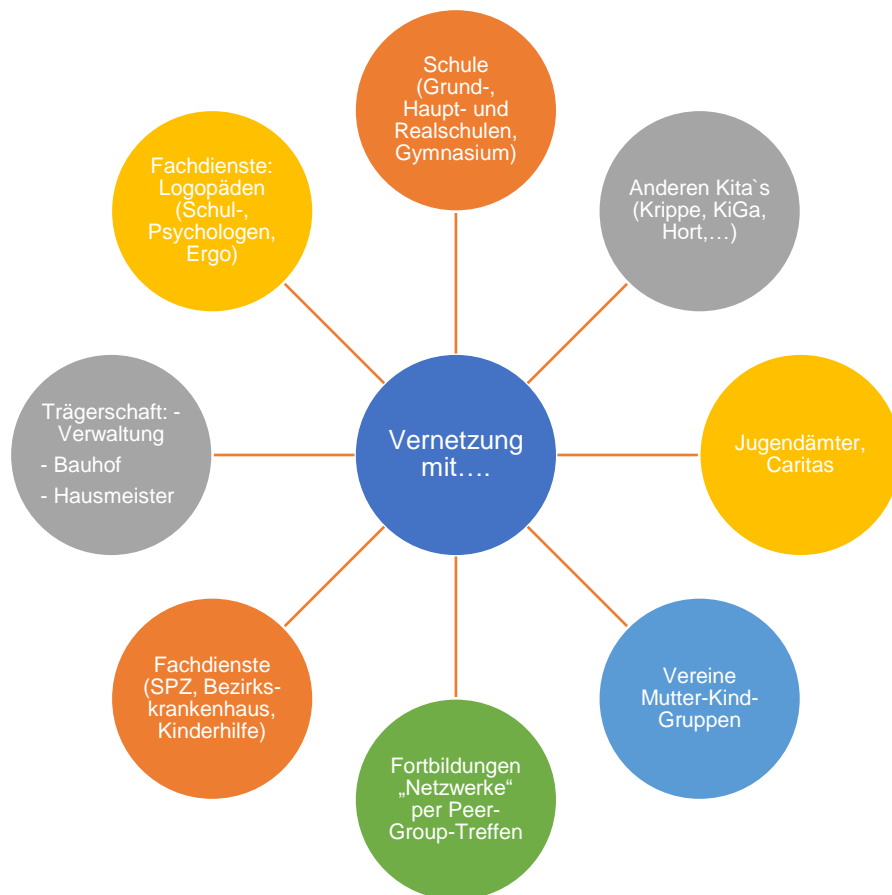 Schule
(Grund-,
Haupt- und
Realschulen,
Gymnasium)
Anderen Kita`s
(Krippe, KiGa,
Hort,…)
Jugendämter,
Caritas
Vereine
Mutter-Kind-
Gruppen
Fortbildungen
„Netzwerke“
per Peer-
Group-Treffen
Fachdienste
(SPZ, Bezirks-
krankenhaus,
Kinderhilfe)
Trägerschaft: -
Verwaltung
- Bauhof
- Hausmeister
Fachdienste:
Logopäden
(Schul-,
Psychologen,
Ergo)
Vernetzung
mit….